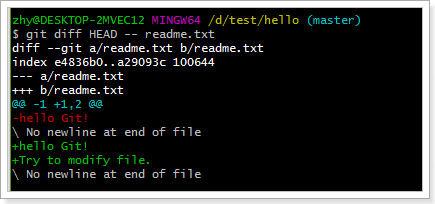 zhy@DESKTOP-2MVEC12 MINGW64 /d/test/hello (master)
$ git diff HEAD -- readme.txt
diff --git a/readme.txt b/readme.txt
index e4836b0..a29093c 100644
--- a/readme.txt
+++ b/readme.txt
@@ -1 +1,2 @@
-hello Git!
\ No newline at end of file
+hello Git!
+Try to modify file.
\ No newline at end of file